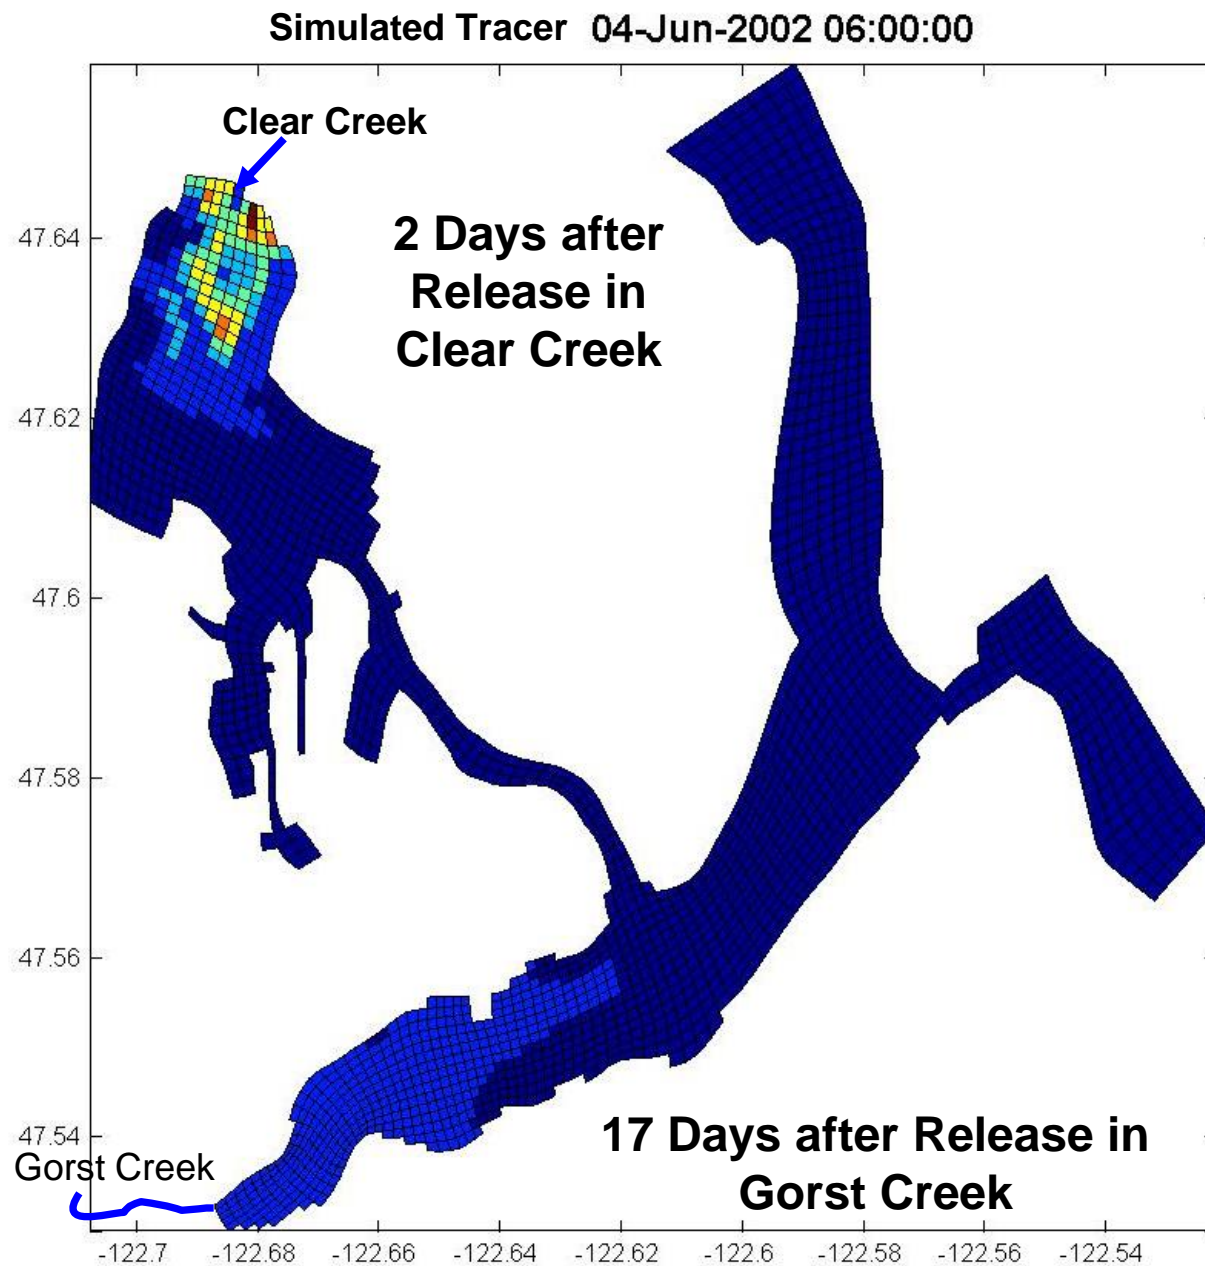 Simulated Tracer 04-Jun-2002 06:00:00
Clear Creek
2 Days after
Release in
Clear Creek
47.64
47.62
47.6
47.58
47.56
47.54
Gorst Creek
17 Days after Release in
Gorst Creek
-122.7 -122.68 -122.66 -122.64 -122.62 -122.6 -122.58 -122.56 -122.54